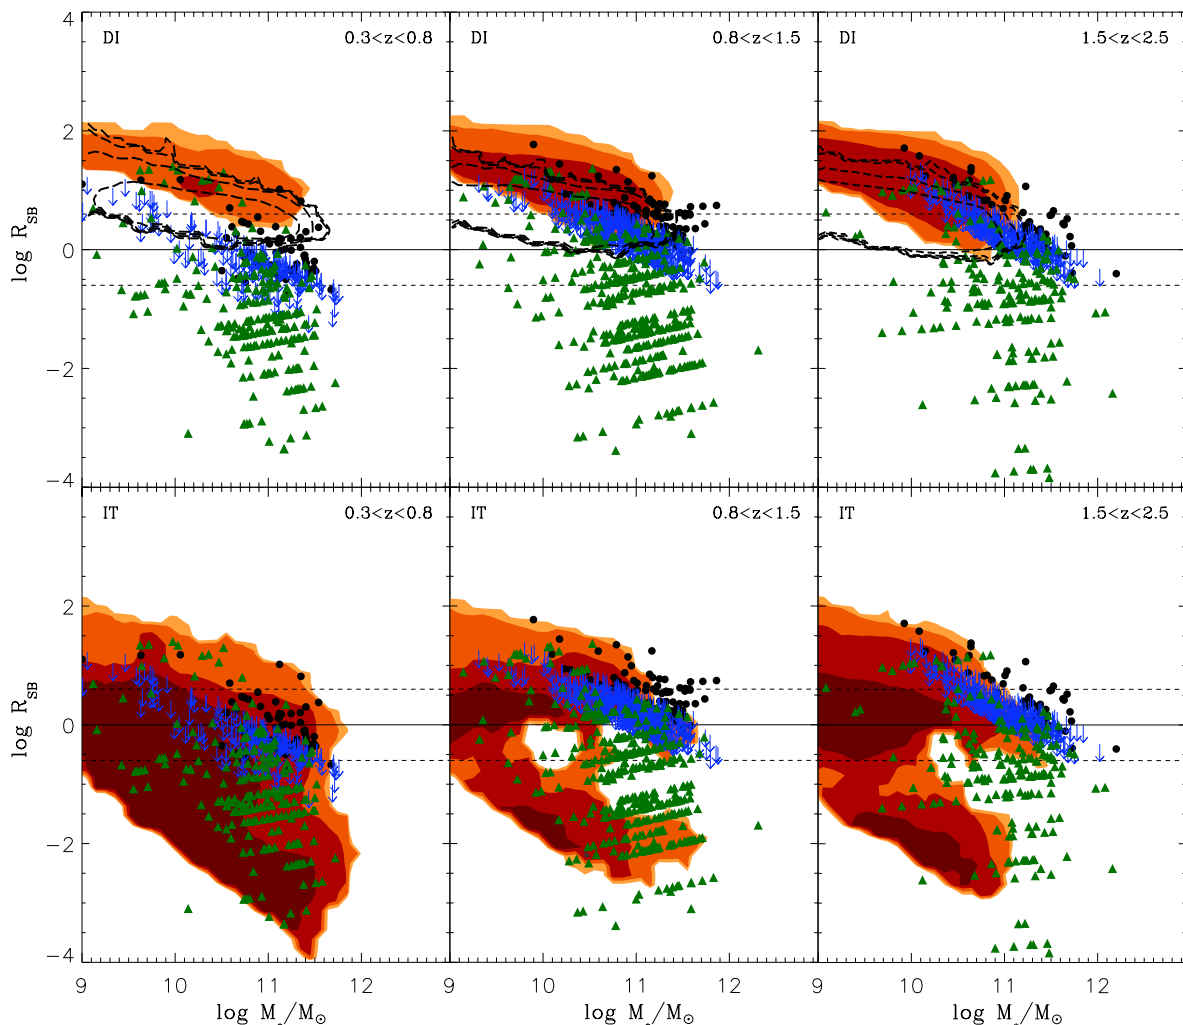 DI 0.3<z<0.8
DI 0.8<z<1.5
DI 1.5<z<2.5
4
2
0
−2
−4
log R_SB
IT 0.3<z<0.8
IT 0.8<z<1.5
IT 1.5<z<2.5
2
0
−2
−4
log R_SB
9 10 11 12
10 11 12
10 11 12
log M_*/M_⊙
log M_*/M_⊙
log M_*/M_⊙